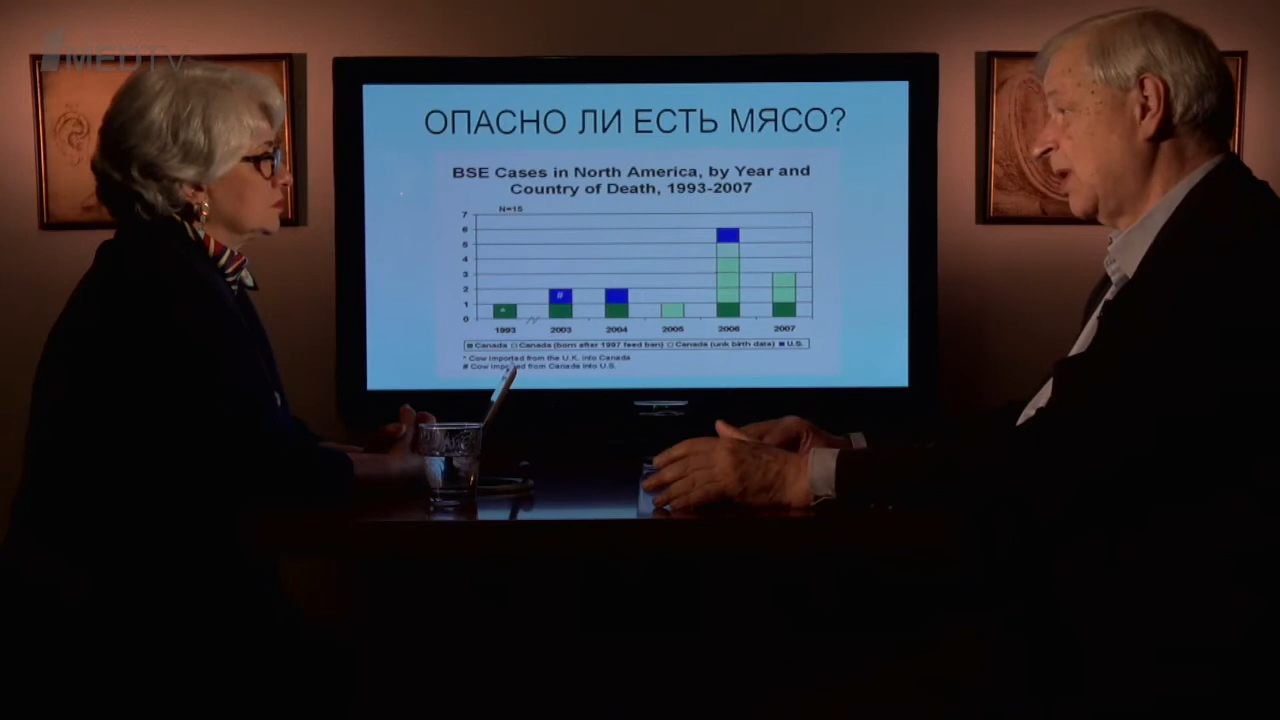 1MEDTV
ОПАСНО ЛИ ЕСТЬ МЯСО?
BSE Cases in North America, by Year and
Country of Death, 1993-2007
N=15
7
6
5
4
3
2
1
0
*
#
1993 2003 2004 2005 2006 2007
Canada Canada (born after 1997 feed ban) Canada (unk birth date) U.S.
* Cow imported from the U.K. into Canada
# Cow imported from Canada into U.S.